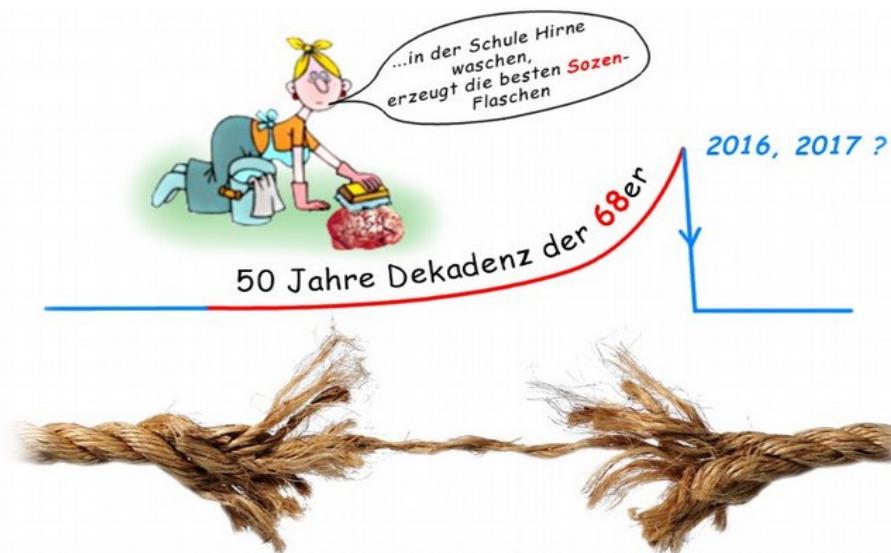 ...in der Schule Hirne
waschen,
erzeugt die besten Sozen-
Flaschen
2016, 2017 ?
50 Jahre Dekadenz der 68er